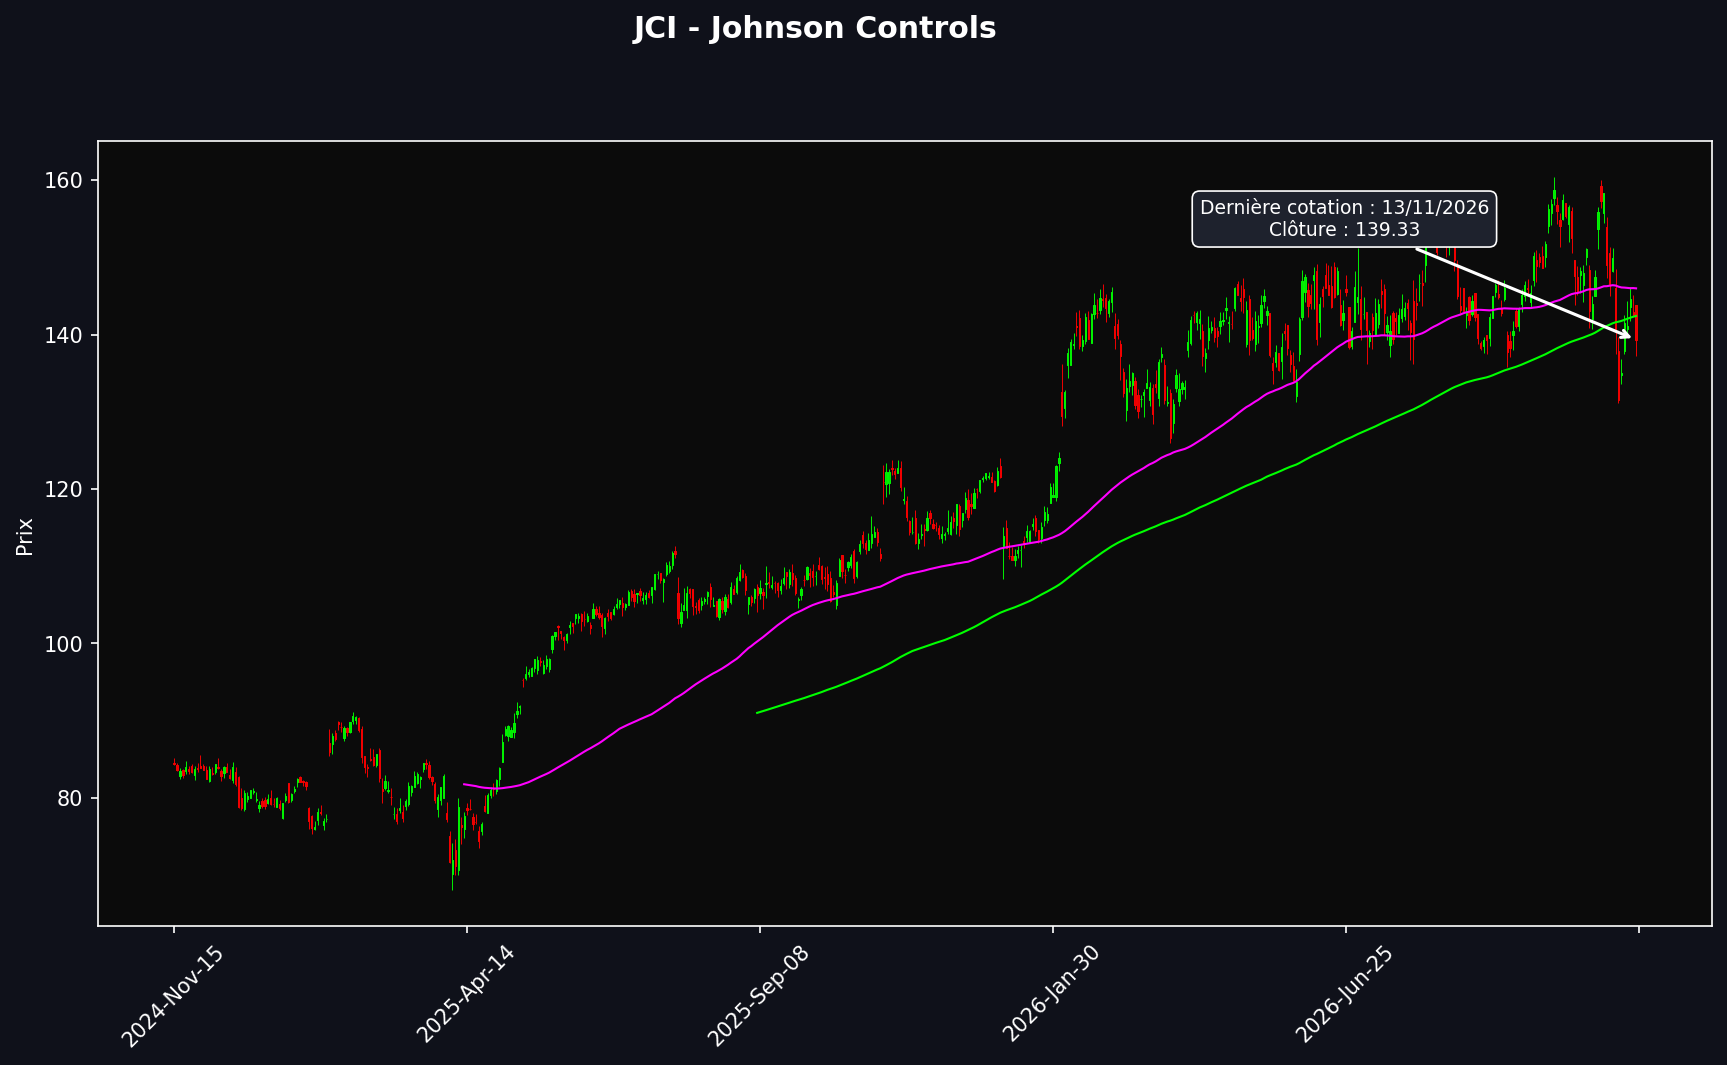 JCI - Johnson Controls
Dernière cotation : 13/11/2026
Clôture : 139.33
Prix
160
140
120
100
80
2024-Nov-15
2025-Apr-14
2025-Sep-08
2026-Jan-30
2026-Jun-25